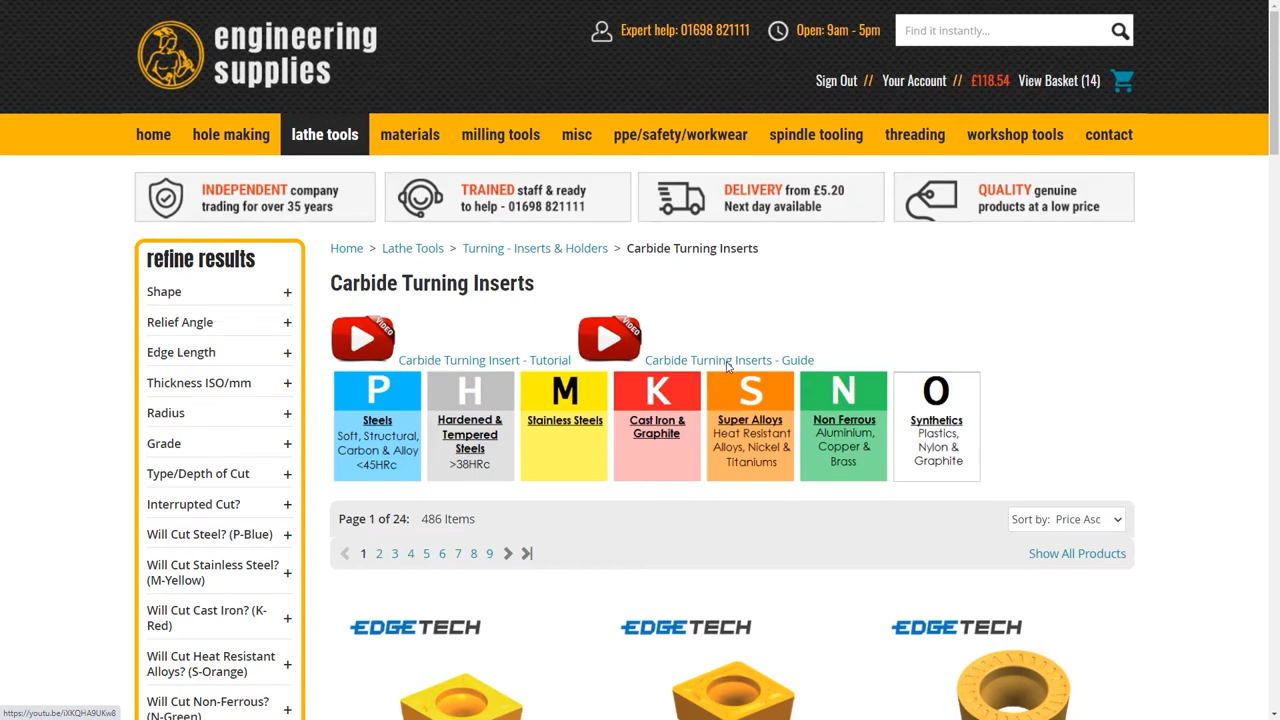 engineering
supplies
Expert help: 01698 821111
Open: 9am - 5pm
Find it instantly...
Sign Out // Your Account // £118.54 View Basket (14)
home hole making lathe tools materials milling tools misc ppe/safety/workwear spindle tooling threading workshop tools contact
INDEPENDENT company
trading for over 35 years
TRAINED staff & ready
to help - 01698 821111
DELIVERY from £5.20
Next day available
QUALITY genuine
products at a low price
refine results
Shape +
Relief Angle +
Edge Length +
Thickness ISO/mm +
Radius +
Grade +
Type/Depth of Cut +
Interrupted Cut? +
Will Cut Steel? (P-Blue) +
Will Cut Stainless Steel?
(M-Yellow) +
Will Cut Cast Iron? (K-
Red) +
Will Cut Heat Resistant
Alloys? (S-Orange) +
Will Cut Non-Ferrous?
(N-Green) +
Home > Lathe Tools > Turning - Inserts & Holders > Carbide Turning Inserts
Carbide Turning Inserts
VIDEO
Carbide Turning Insert - Tutorial
VIDEO
Carbide Turning Inserts - Guide
P
Steels
Soft, Structural,
Carbon & Alloy
<45HRc
H
Hardened &
Tempered
Steels
>38HRc
M
Stainless Steels
K
Cast Iron &
Graphite
S
Super Alloys
Heat Resistant
Alloys, Nickel &
Titaniums
N
Non Ferrous
Aluminium,
Copper &
Brass
O
Synthetics
Plastics,
Nylon &
Graphite
Page 1 of 24: 486 Items
Sort by: Price Asc
1 2 3 4 5 6 7 8 9
Show All Products
EDGETECH
EDGETECH
EDGETECH
https://youtu.be/iXKQHA9UKw8